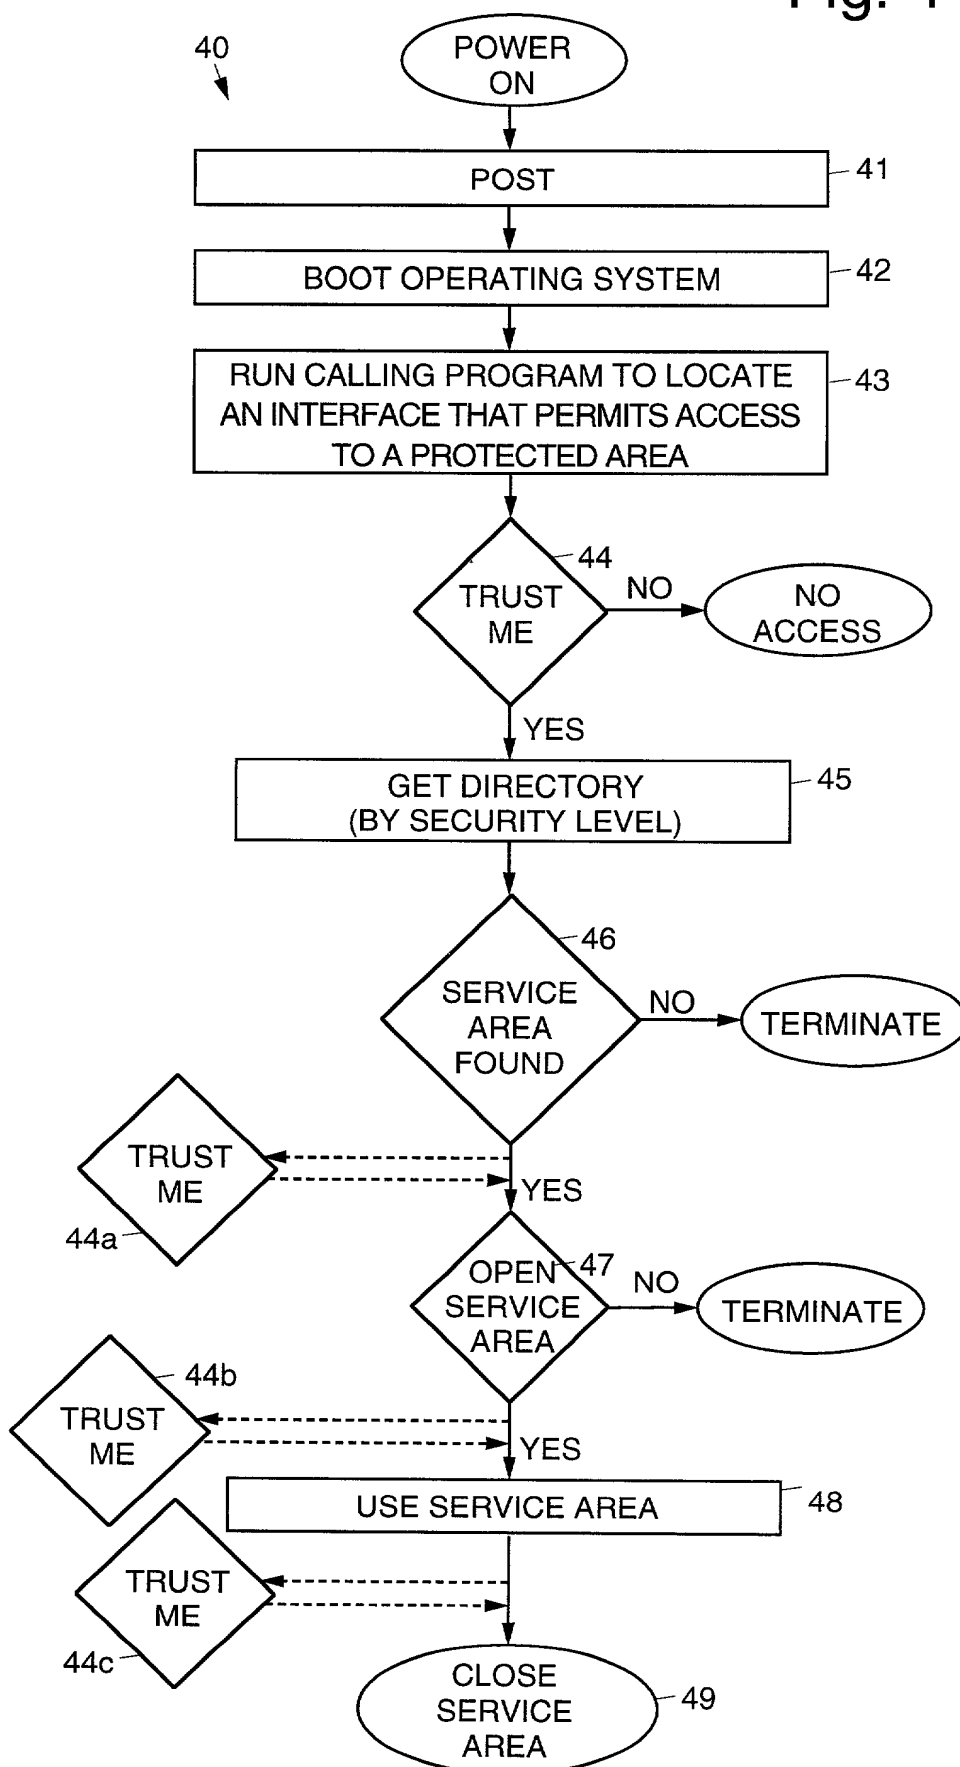 Fig.
40
POWER
ON
POST
41
BOOT OPERATING SYSTEM
42
RUN CALLING PROGRAM TO LOCATE
AN INTERFACE THAT PERMITS ACCESS
TO A PROTECTED AREA
43
44
TRUST
ME
NO
NO
ACCESS
YES
GET DIRECTORY
(BY SECURITY LEVEL)
45
46
SERVICE
AREA
FOUND
NO
TERMINATE
TRUST
ME
44a
YES
47
OPEN
SERVICE
AREA
NO
TERMINATE
44b
TRUST
ME
YES
USE SERVICE AREA
48
TRUST
ME
44c
CLOSE
SERVICE
AREA
49